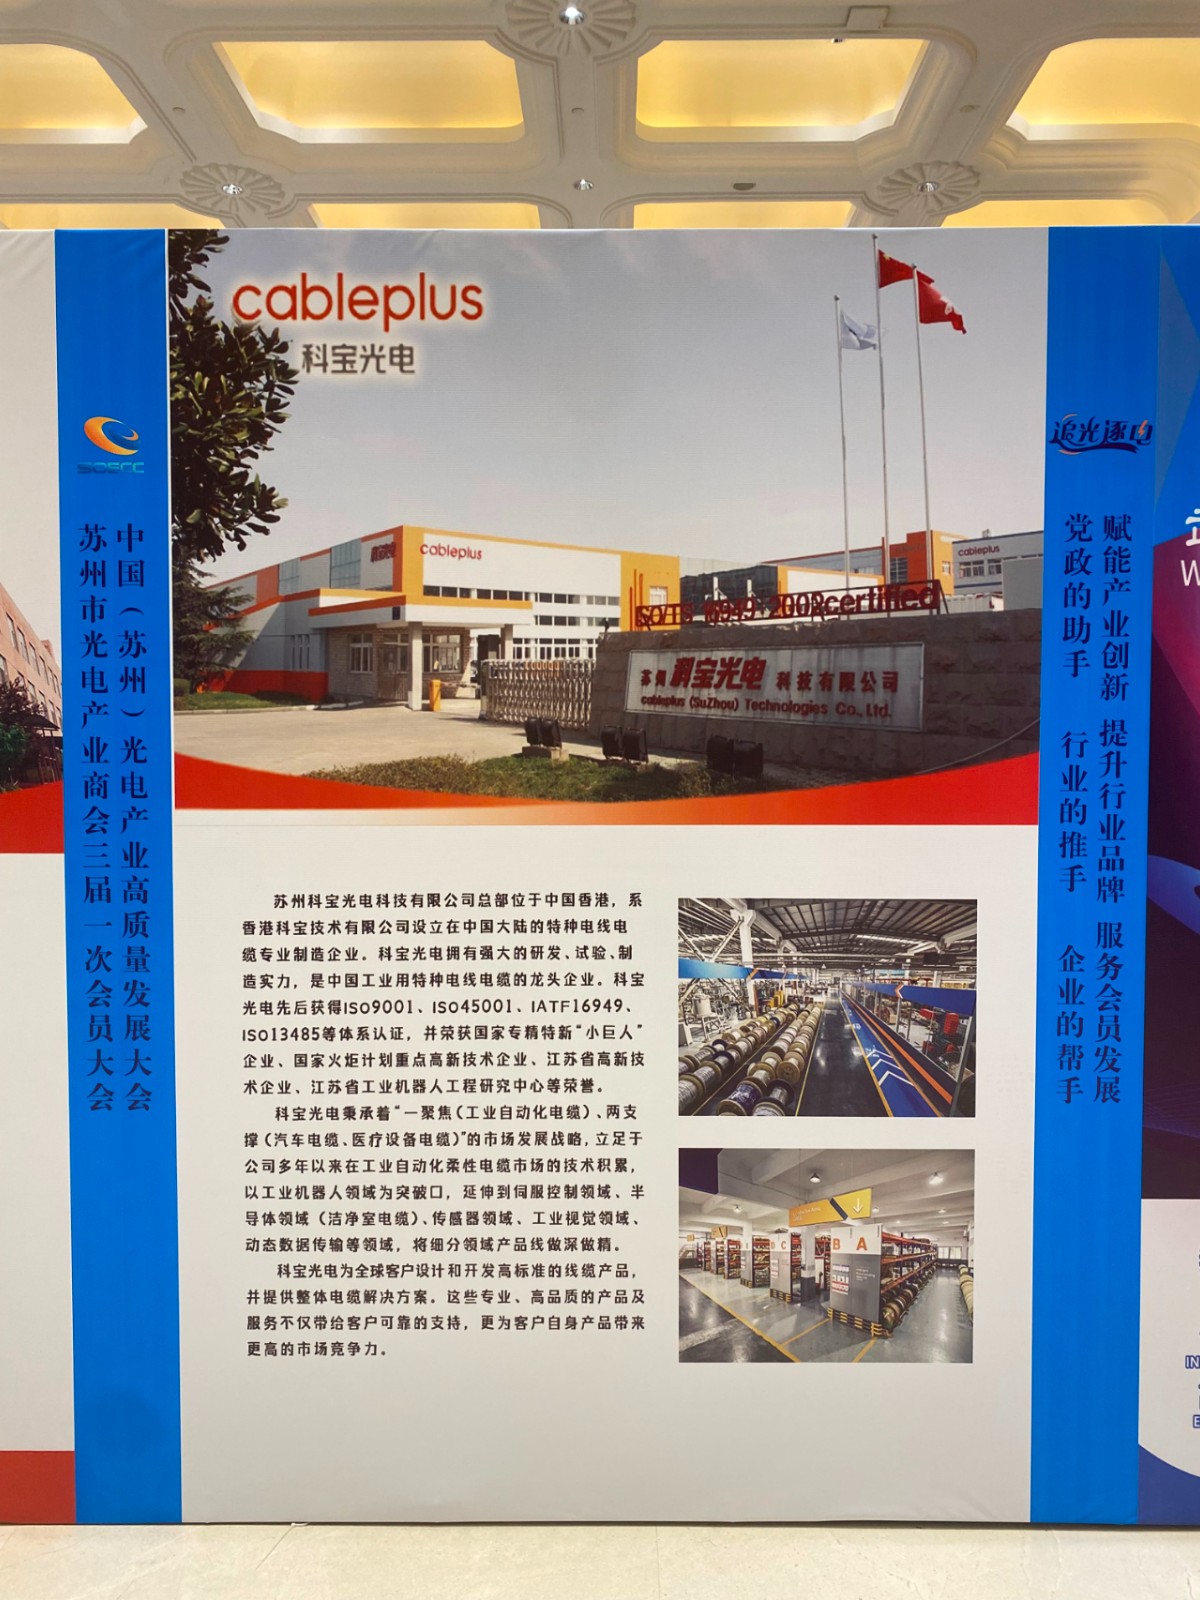 cableplus
科宝光电
SOECC
中国（苏州）光电产业高质量发展大会
苏州市光电产业商会三届一次会员大会
追光逐电
赋能产业创新 提升行业品牌 服务会员发展
党政的助手 行业的推手 企业的帮手
科宝光电
cableplus
cableplus
ISO/TS 16949:2002certified
苏州科宝光电科技有限公司
cableplus (SuZhou) Technologies Co., Ltd.
苏州科宝光电科技有限公司总部位于中国香港，系
香港科宝技术有限公司设立在中国大陆的特种电线电
缆专业制造企业。科宝光电拥有强大的研发、试验、制
造实力，是中国工业用特种电线电缆的龙头企业。科宝
光电先后获得ISO9001、ISO45001、IATF16949、
ISO13485等体系认证，并荣获国家专精特新“小巨人”
企业、国家火炬计划重点高新技术企业、江苏省高新技
术企业、江苏省工业机器人工程研究中心等荣誉。
科宝光电秉承着“一聚焦（工业自动化电缆）、两支
撑（汽车电缆、医疗设备电缆）”的市场发展战略，立足于
公司多年以来在工业自动化柔性电缆市场的技术积累，
以工业机器人领域为突破口，延伸到伺服控制领域、半
导体领域（洁净室电缆）、传感器领域、工业视觉领域、
动态数据传输等领域，将细分领域产品线做深做精。
科宝光电为全球客户设计和开发高标准的线缆产品，
并提供整体电缆解决方案。这些专业、高品质的产品及
服务不仅带给客户可靠的支持，更为客户自身产品带来
更高的市场竞争力。
D C B A
W
IN
E